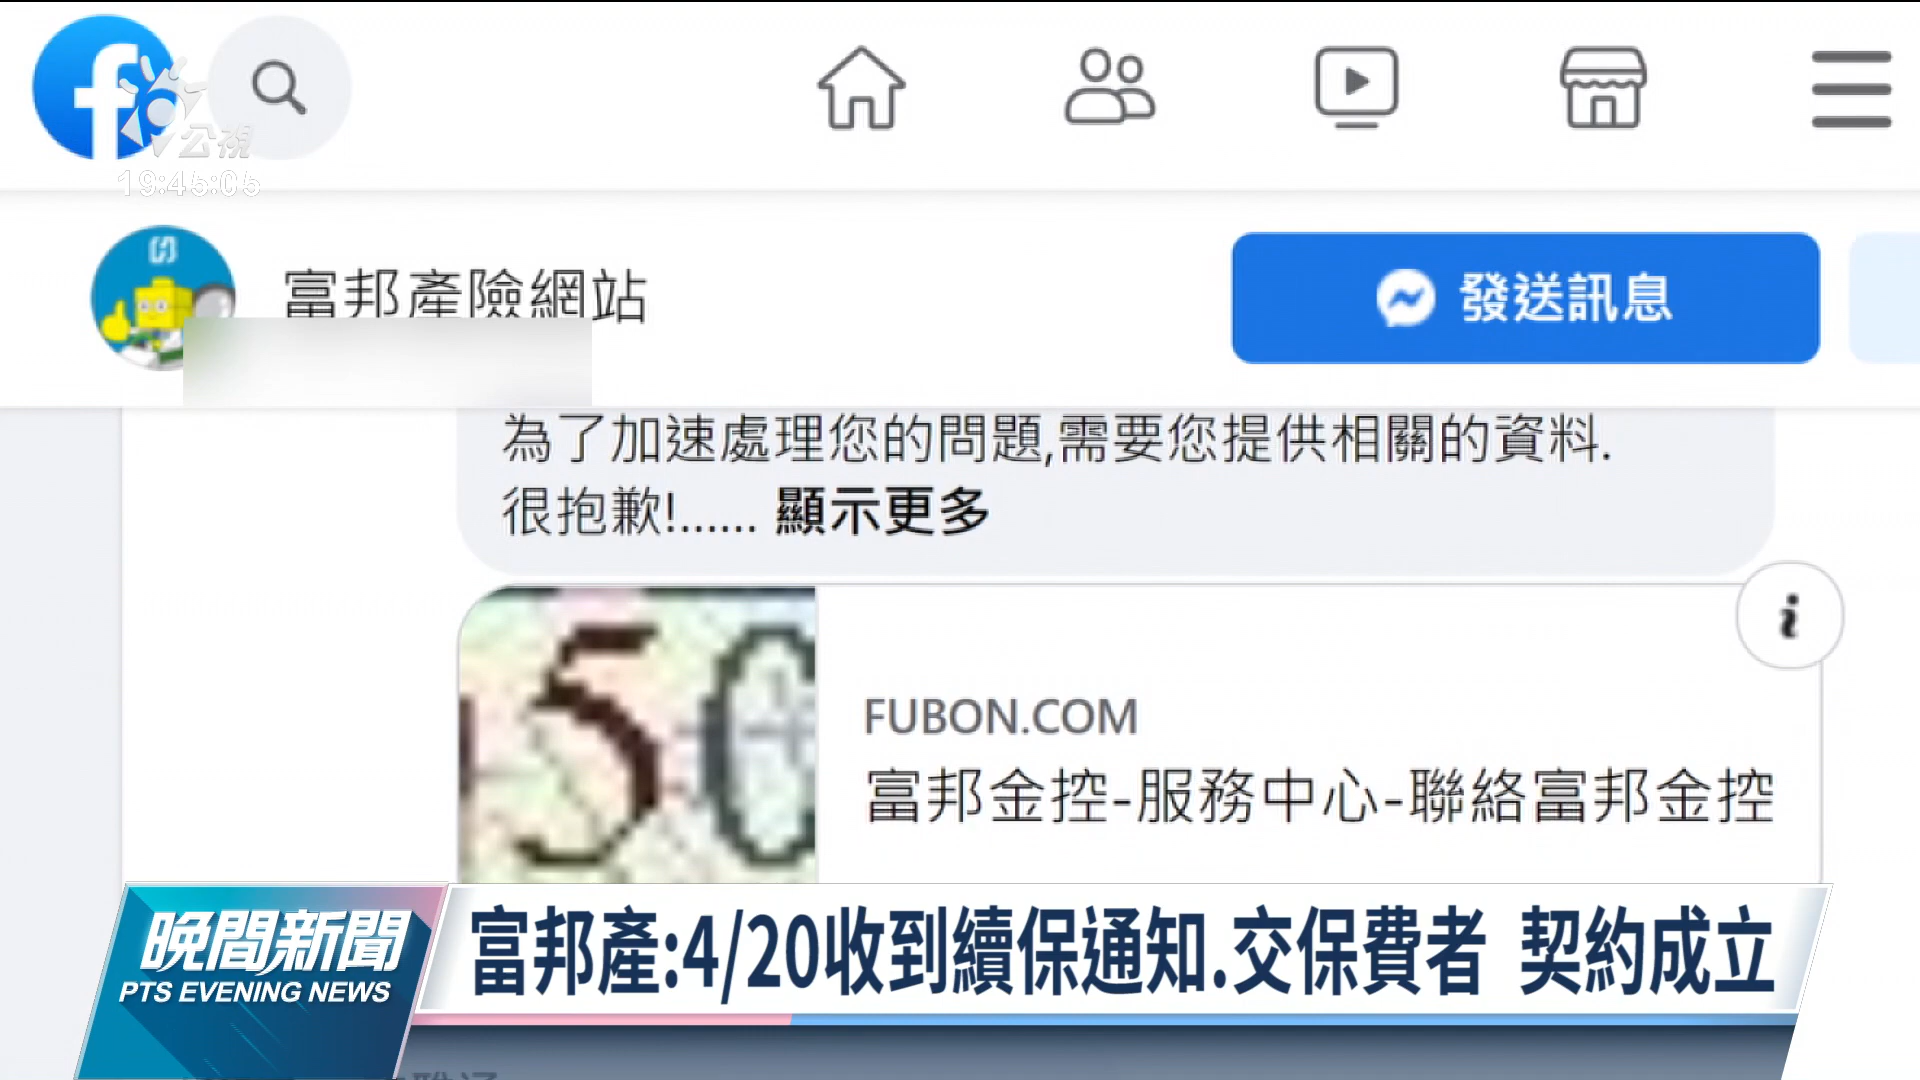 公視
19:45:05
富邦產險網站
發送訊息
為了加速處理您的問題,需要您提供相關的資料.
很抱歉!...... 顯示更多
50
FUBON.COM
富邦金控-服務中心-聯絡富邦金控
晚間新聞
PTS EVENING NEWS
富邦產:4/20收到續保通知.交保費者 契約成立